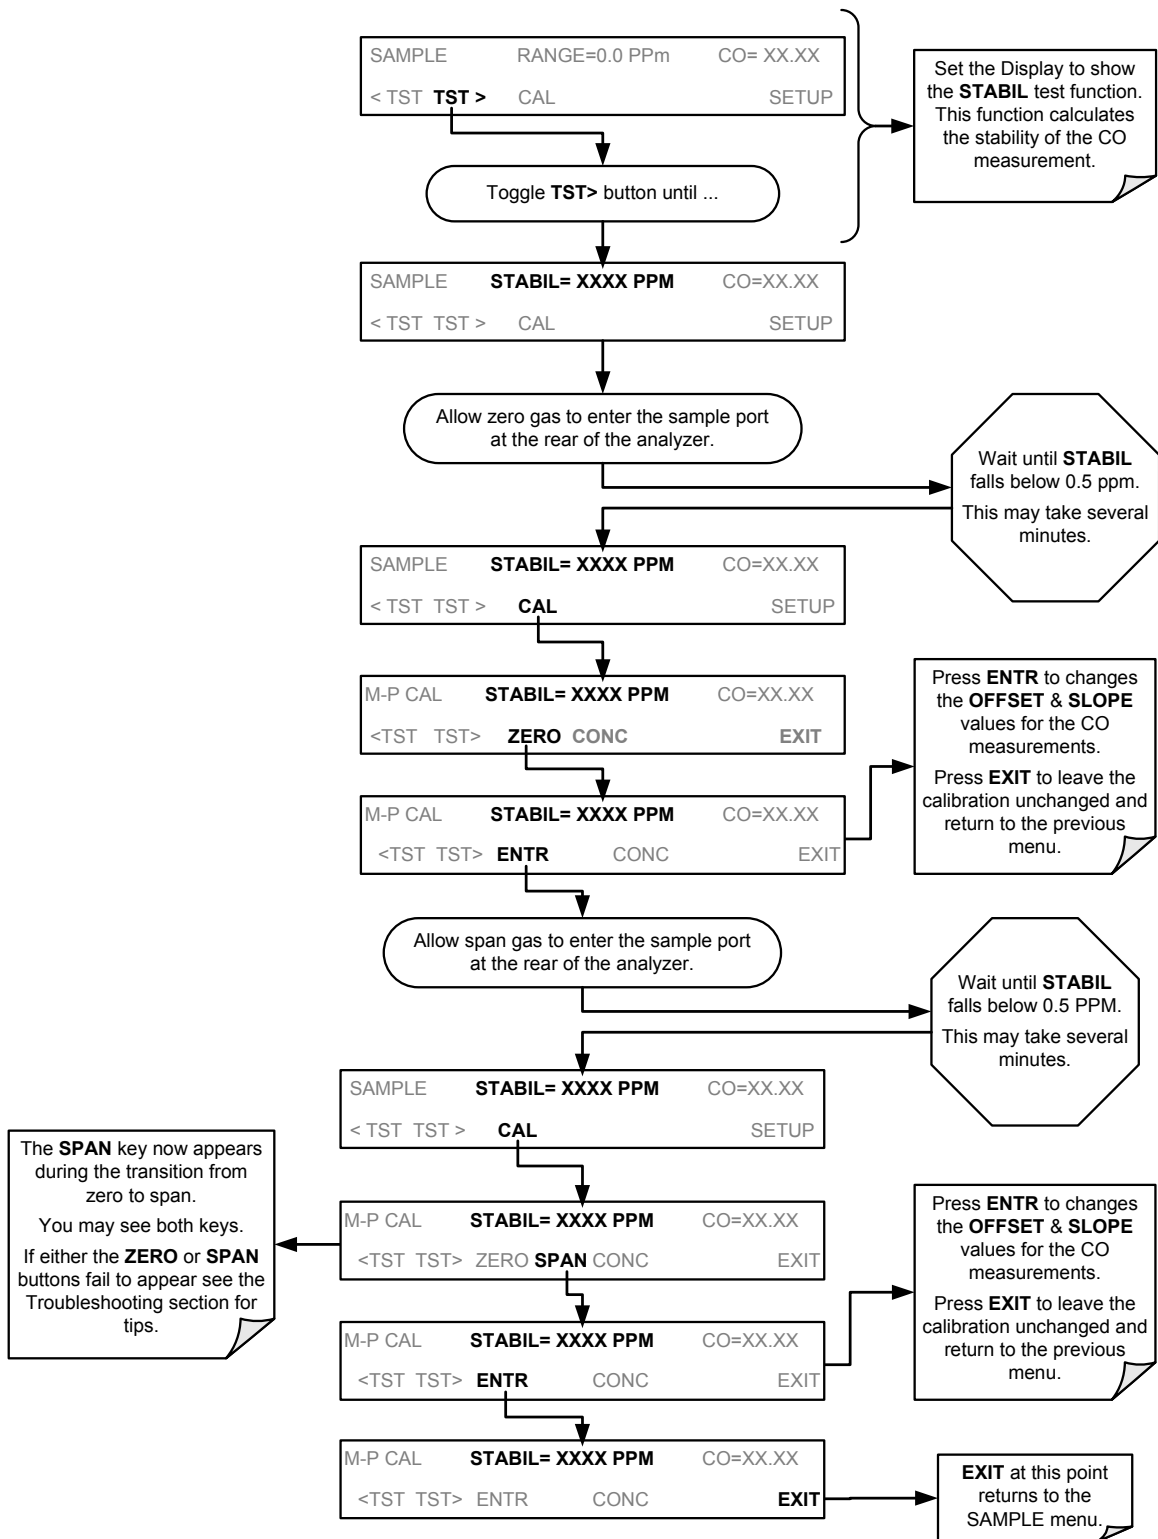 SAMPLE RANGE=0.0 PPm CO= XX.XX
< TST TST > CAL SETUP
Set the Display to show
the STABIL test function.
This function calculates
the stability of the CO
measurement.
Toggle TST> button until ...
SAMPLE STABIL= XXXX PPM CO=XX.XX
< TST TST > CAL SETUP
Allow zero gas to enter the sample port
at the rear of the analyzer.
Wait until STABIL
falls below 0.5 ppm.
This may take several
minutes.
SAMPLE STABIL= XXXX PPM CO=XX.XX
< TST TST > CAL SETUP
M-P CAL STABIL= XXXX PPM CO=XX.XX
<TST TST> ZERO CONC EXIT
Press ENTR to changes
the OFFSET & SLOPE
values for the CO
measurements.
Press EXIT to leave the
calibration unchanged and
return to the previous
menu.
M-P CAL STABIL= XXXX PPM CO=XX.XX
<TST TST> ENTR CONC EXIT
Allow span gas to enter the sample port
at the rear of the analyzer.
Wait until STABIL
falls below 0.5 PPM.
This may take several
minutes.
SAMPLE STABIL= XXXX PPM CO=XX.XX
< TST TST > CAL SETUP
The SPAN key now appears
during the transition from
zero to span.
You may see both keys.
If either the ZERO or SPAN
buttons fail to appear see the
Troubleshooting section for
tips.
M-P CAL STABIL= XXXX PPM CO=XX.XX
<TST TST> ZERO SPAN CONC EXIT
Press ENTR to changes
the OFFSET & SLOPE
values for the CO
measurements.
Press EXIT to leave the
calibration unchanged and
return to the previous
menu.
M-P CAL STABIL= XXXX PPM CO=XX.XX
<TST TST> ENTR CONC EXIT
M-P CAL STABIL= XXXX PPM CO=XX.XX
<TST TST> ENTR CONC EXIT
EXIT at this point
returns to the
SAMPLE menu.